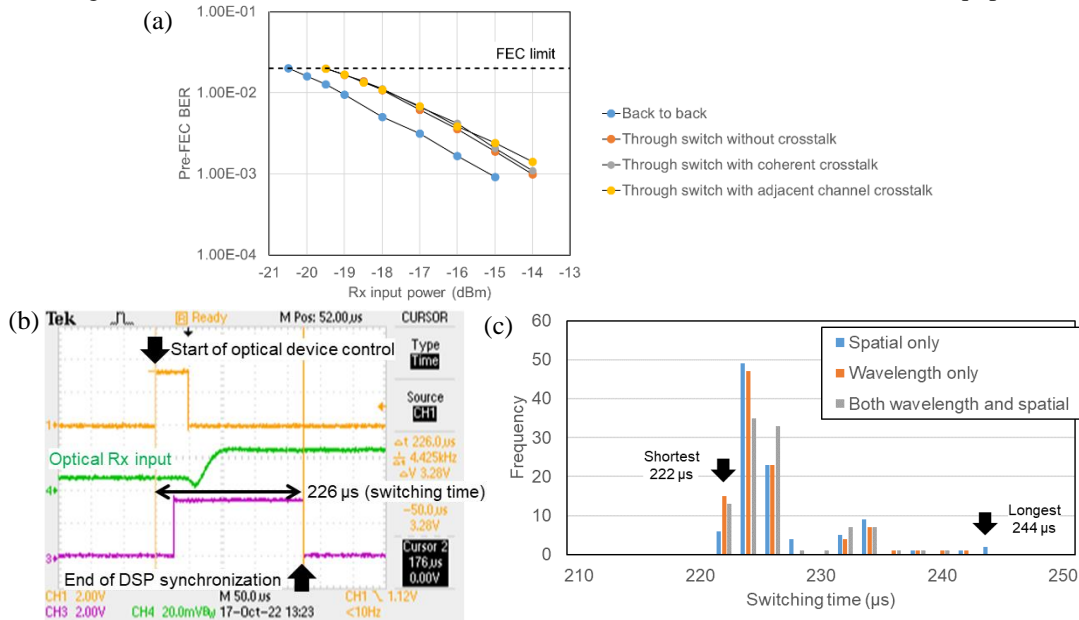 (a)
1.00E-01
1.00E-02
1.00E-03
1.00E-04
Pre-FEC BER
FEC limit
-21 -20 -19 -18 -17 -16 -15 -14 -13
Rx input power (dBm)
Back to back
Through switch without crosstalk
Through switch with coherent crosstalk
Through switch with adjacent channel crosstalk
(b)
Tek R Ready M Pos: 52.00µs CURSOR
Start of optical device control
Type
Time
Source
CH1
1
Optical Rx input
4
△t 226.0µs
1/△t 4.425kHz
△V 3.28V
226 µs (switching time)
-50.0µs
3.28V
Cursor 2
176µs
0.00V
3
End of DSP synchronization
CH1 2.00V M 50.0µs CH1 \ 1.12V
CH3 2.00V CH4 20.0mVBW 17-Oct-22 13:23 <10Hz
(c)
60
50
40
30
20
10
0
Frequency
Spatial only
Wavelength only
Both wavelength and spatial
Shortest
222 µs
Longest
244 µs
210 220 230 240 250
Switching time (µs)